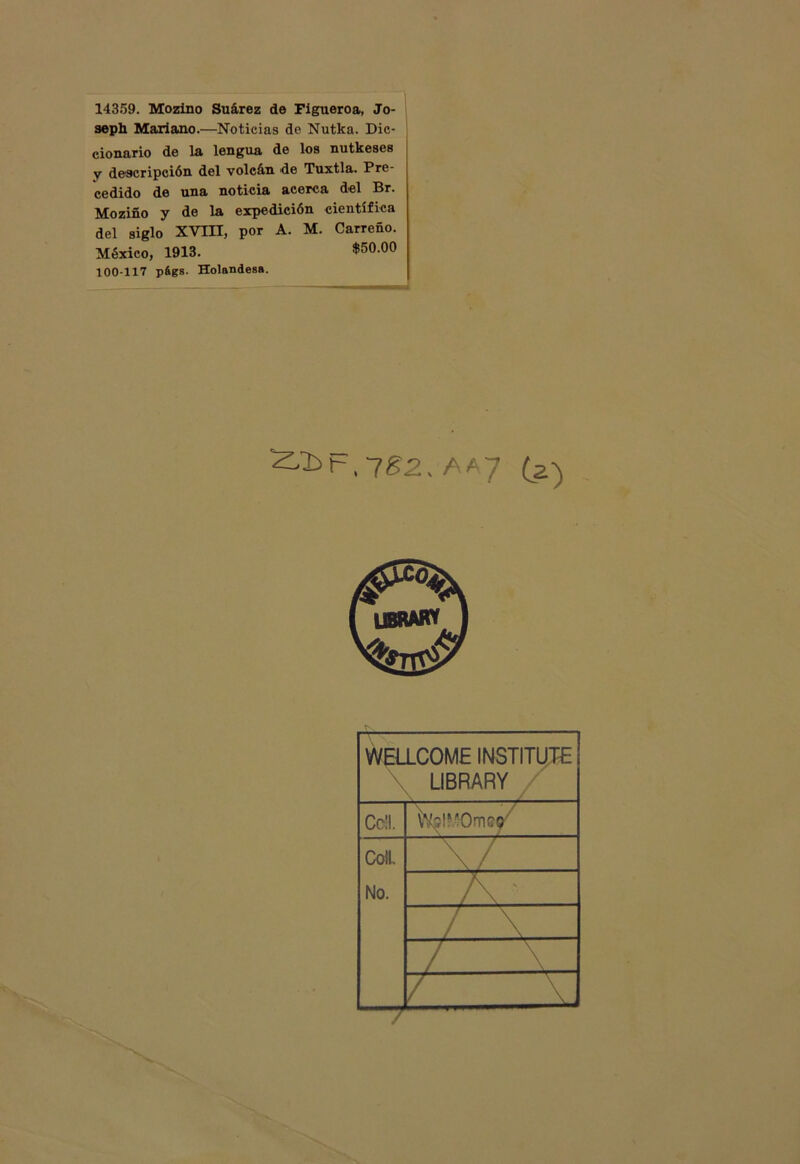 14359. Mozino Suárez de Figueroa, Jo-
seph Mariano.—Noticias de Nutka. Dic-
cionario de la lengua de los nutkeses
y descripción del volcán de Tuxtla. Pre-
cedido de una noticia acerca del Br.
Moziño y de la expedición científica
del siglo XVIII, por A. M. Carreño.
México, 1913. $50.00
100-117 págs. Holandesa.
ZDF.782.AA7 (2)
WELLCOME
LIBRARY
INSTITUTE
WELLCOME INSTITUTE
LIBRARY
Coll. WelMOmeq
Coll.
No.